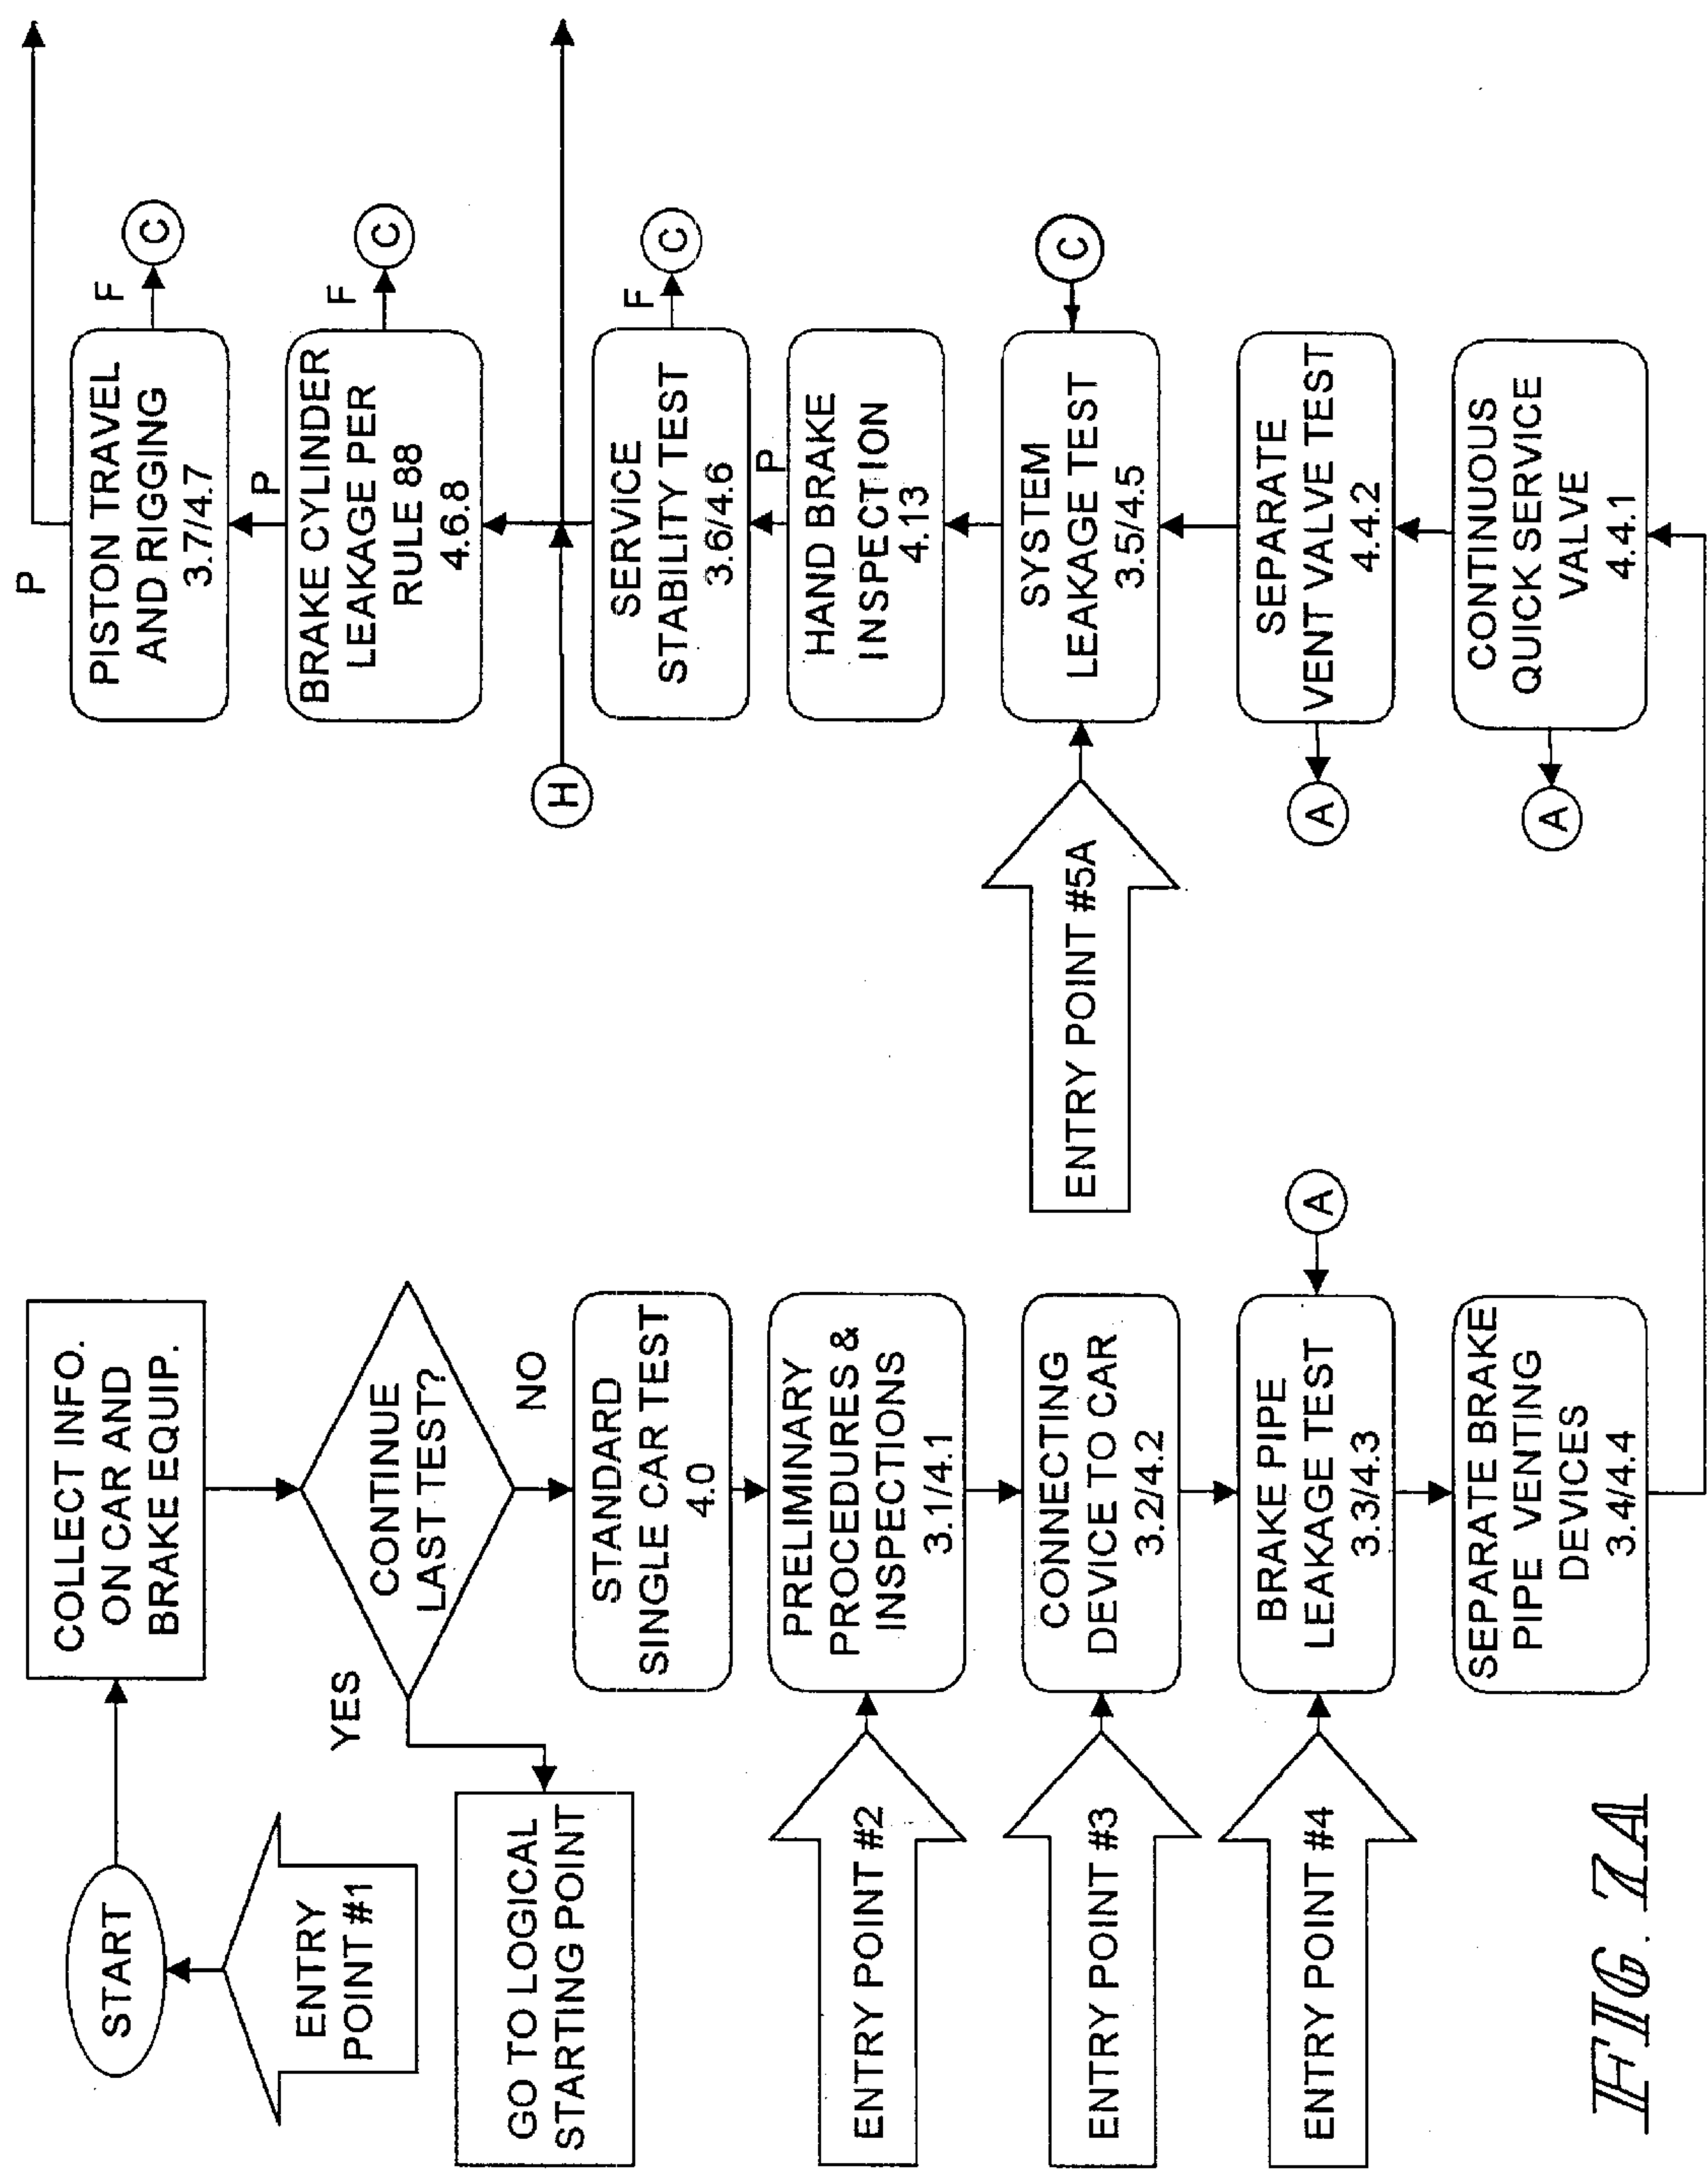 START
ENTRY
POINT #1
COLLECT INFO.
ON CAR AND
BRAKE EQUIP.
CONTINUE
LAST TEST?
YES
NO
GO TO LOGICAL
STARTING POINT
STANDARD
SINGLE CAR TEST
4.0
ENTRY POINT #2
PRELIMINARY
PROCEDURES &
INSPECTIONS
3.1/4.1
ENTRY POINT #3
CONNECTING
DEVICE TO CAR
3.2/4.2
ENTRY POINT #4
BRAKE PIPE
LEAKAGE TEST
3.3/4.3
A
SEPARATE BRAKE
PIPE VENTING
DEVICES
3.4/4.4
P
PISTON TRAVEL
AND RIGGING
3.7/4.7
F
C
P
BRAKE CYLINDER
LEAKAGE PER
RULE 88
4.6.8
F
C
H
SERVICE
STABILITY TEST
3.6/4.6
F
C
P
HAND BRAKE
INSPECTION
4.13
ENTRY POINT #5A
SYSTEM
LEAKAGE TEST
3.5/4.5
C
SEPARATE
VENT VALVE TEST
4.4.2
A
CONTINUOUS
QUICK SERVICE
VALVE
4.4.1
A
FIG. 7A